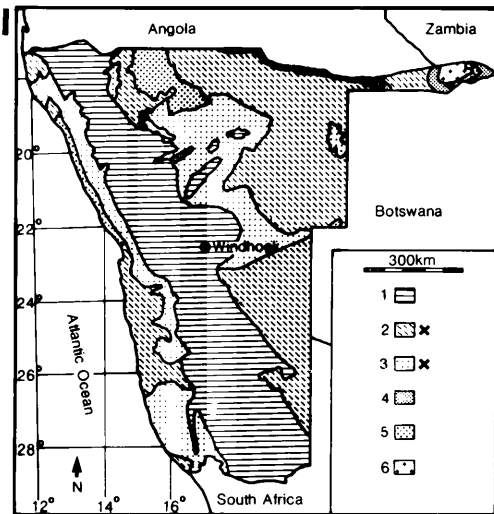 I
Angola
Zambia
20°
Botswana
Windhoek
22°
300km
1
24°
2 x
3 x
Atlantic Ocean
26°
4
5
28°
6
N
12° 14° 16°
South Africa